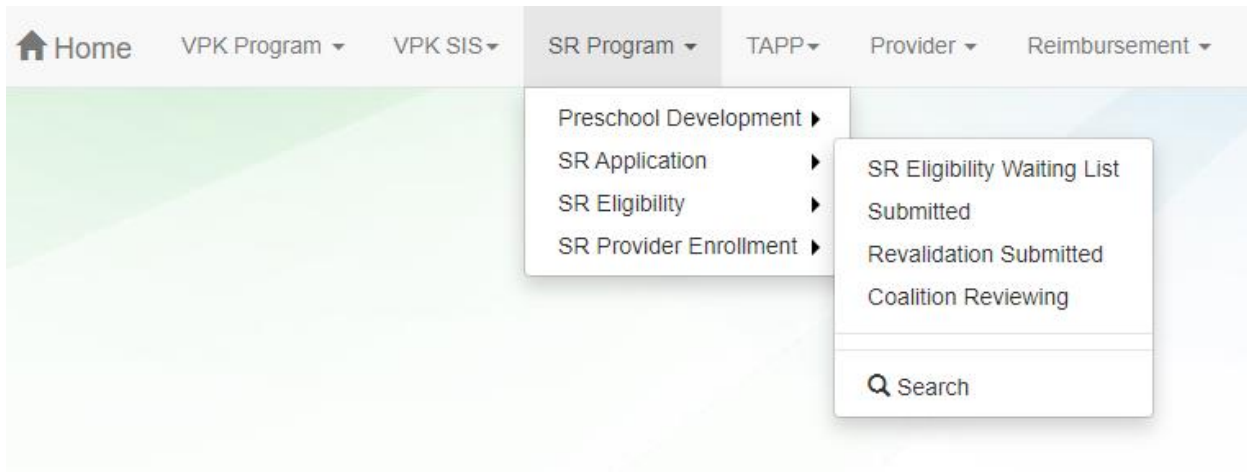 Home VPK Program VPK SIS SR Program TAPP Provider Reimbursement
Preschool Development
SR Application
SR Eligibility
SR Provider Enrollment
SR Eligibility Waiting List
Submitted
Revalidation Submitted
Coalition Reviewing
Search